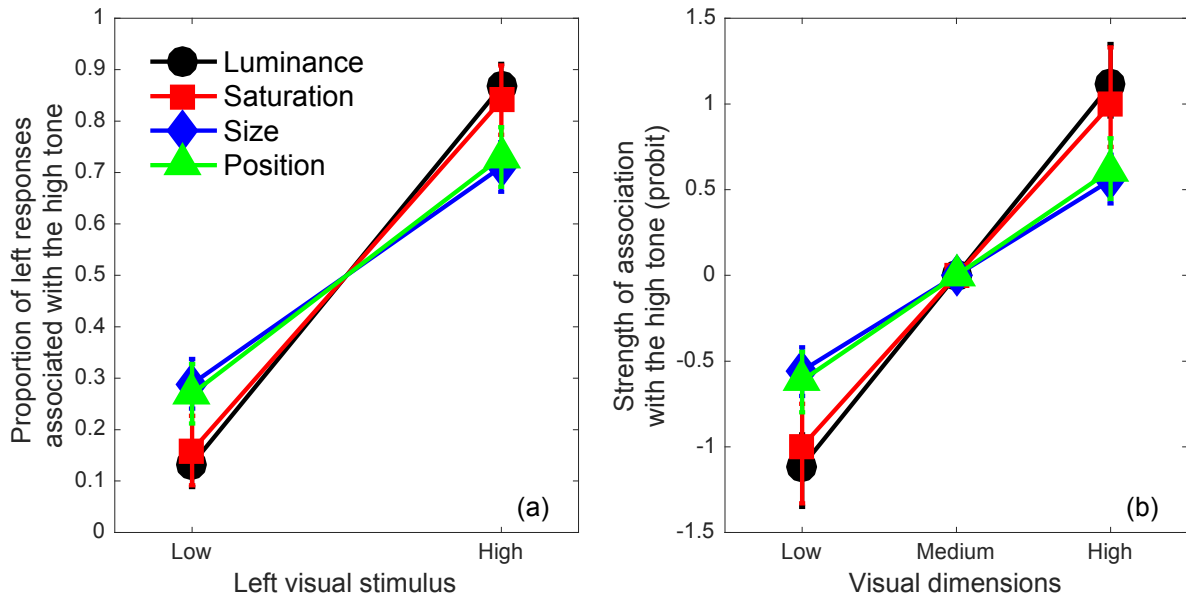 Proportion of left responses
associated with the high tone
1
0.9
0.8
0.7
0.6
0.5
0.4
0.3
0.2
0.1
0
Luminance
Saturation
Size
Position
(a)
Low
High
Left visual stimulus
Strength of association
with the high tone (probit)
1.5
1
0.5
0
-0.5
-1
-1.5
(b)
Low
Medium
High
Visual dimensions